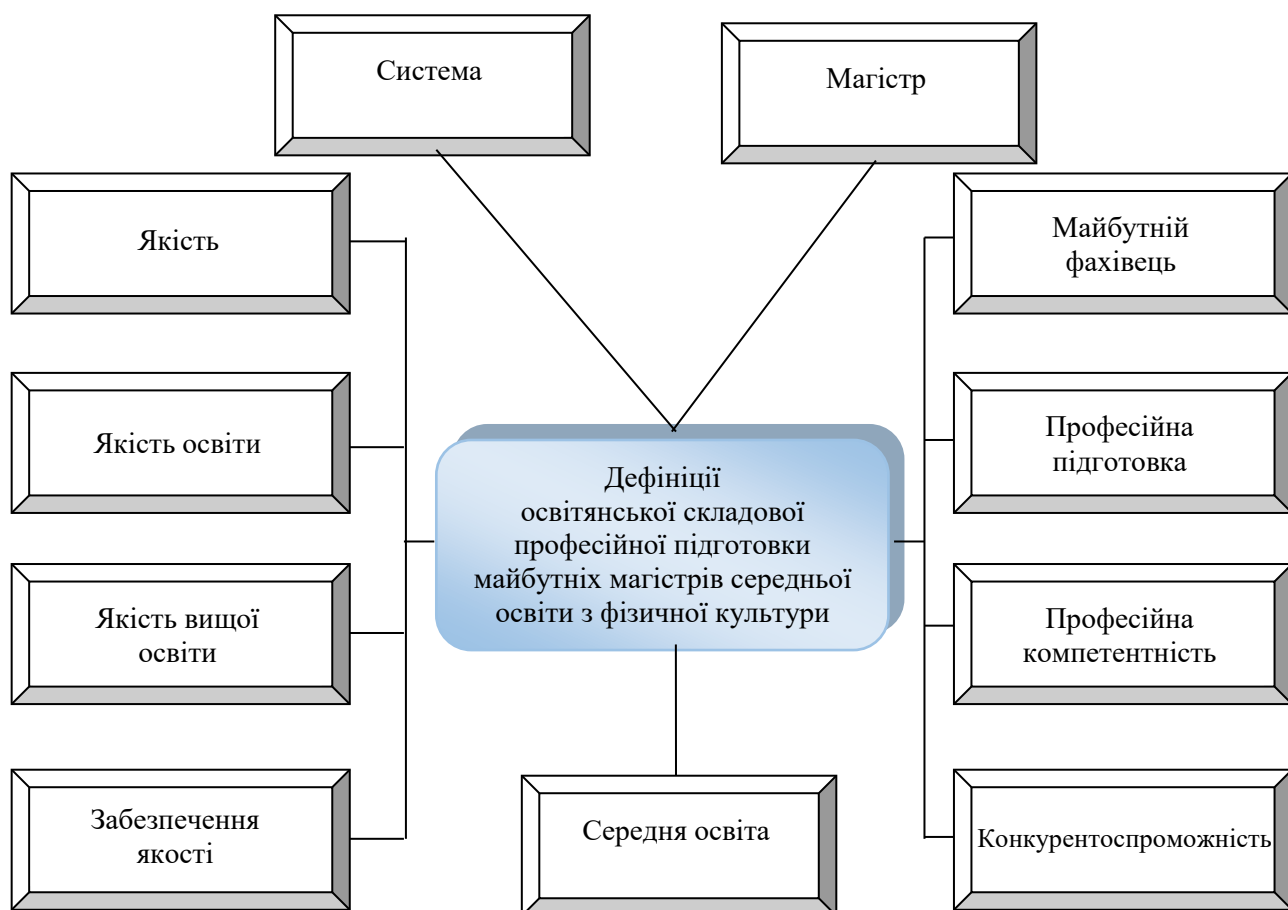 Система
Магістр
Якість
Майбутній
фахівець
Якість освіти
Професійна
підготовка
Дефініції
освітянської складової
професійної підготовки
майбутніх магістрів середньої
освіти з фізичної культури
Якість вищої
освіти
Професійна
компетентність
Забезпечення
якості
Середня освіта
Конкурентоспроможність